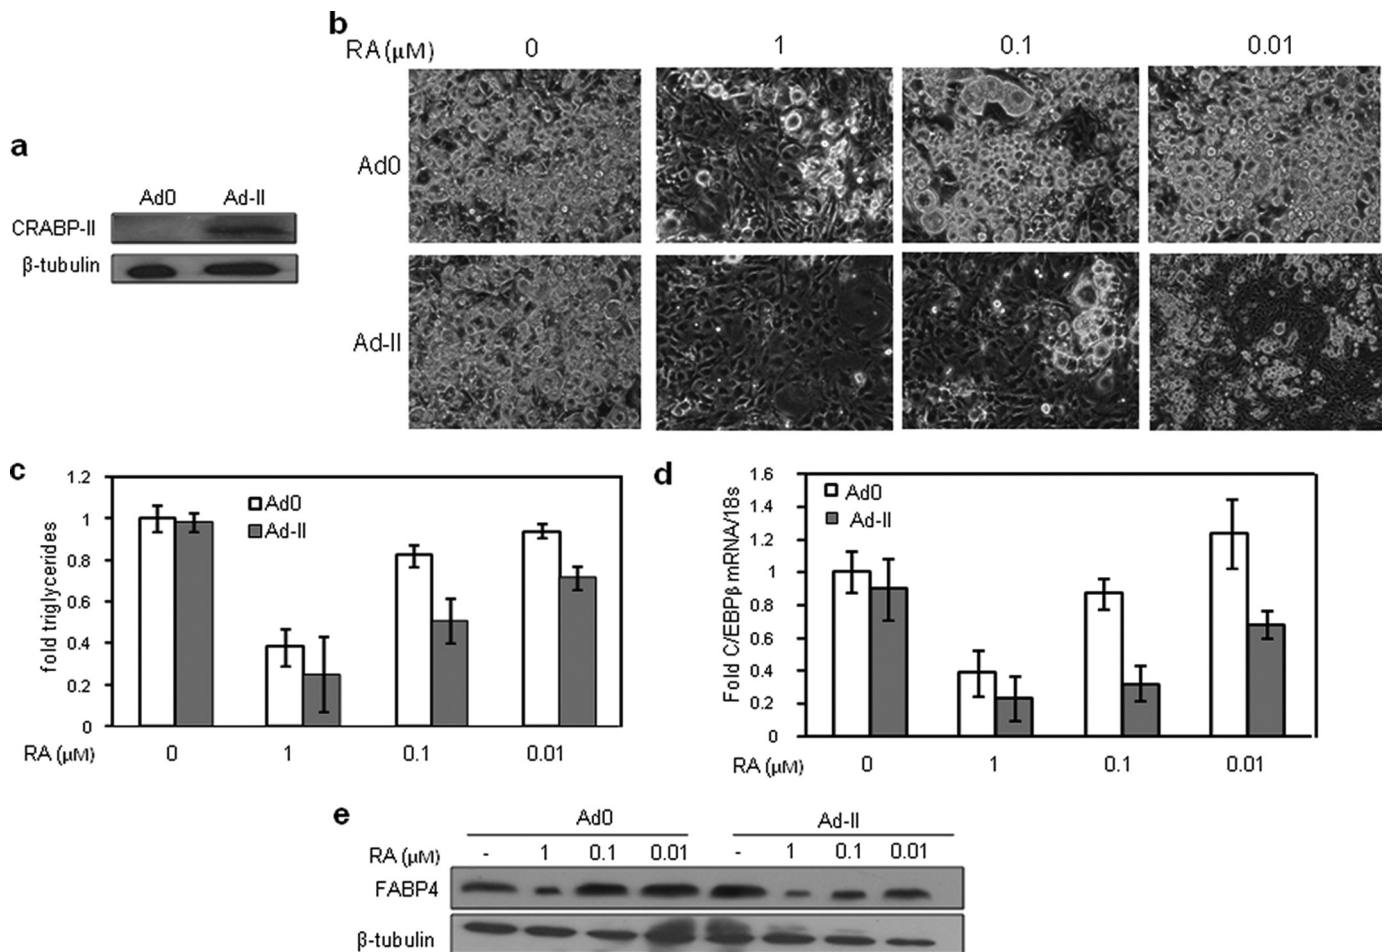 b
RA (μM) 0 1 0.1 0.01
Ad0
Ad-II
a
Ad0 Ad-II
CRABP-II
β-tubulin
c
fold triglycerides
1.2
1
0.8
0.6
0.4
0.2
0
Ad0
Ad-II
RA (μM) 0 1 0.1 0.01
d
Fold C/EBPβ mRNA/18s
1.6
1.4
1.2
1
0.8
0.6
0.4
0.2
0
Ad0
Ad-II
RA (μM) 0 1 0.1 0.01
e
Ad0 Ad-II
RA (μM) - 1 0.1 0.01 - 1 0.1 0.01
FABP4
β-tubulin